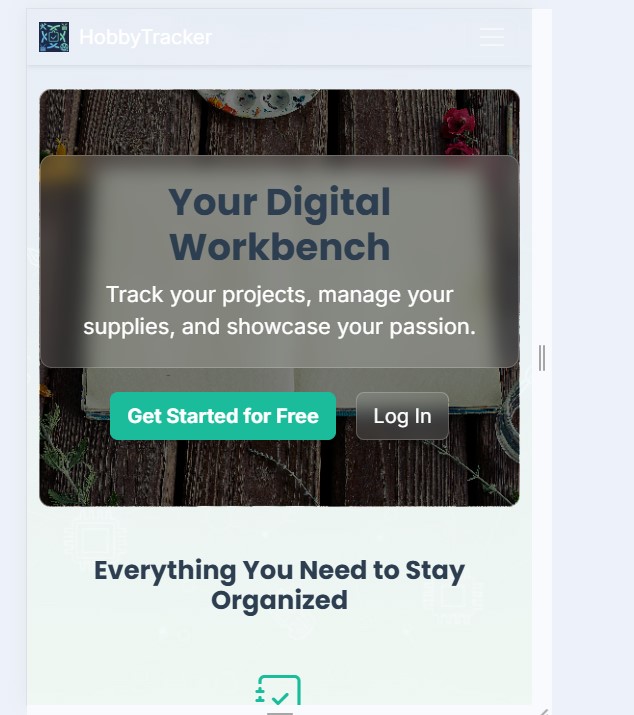 HobbyTracker
Your Digital
Workbench
Track your projects, manage your
supplies, and showcase your passion.
Get Started for Free
Log In
Everything You Need to Stay
Organized